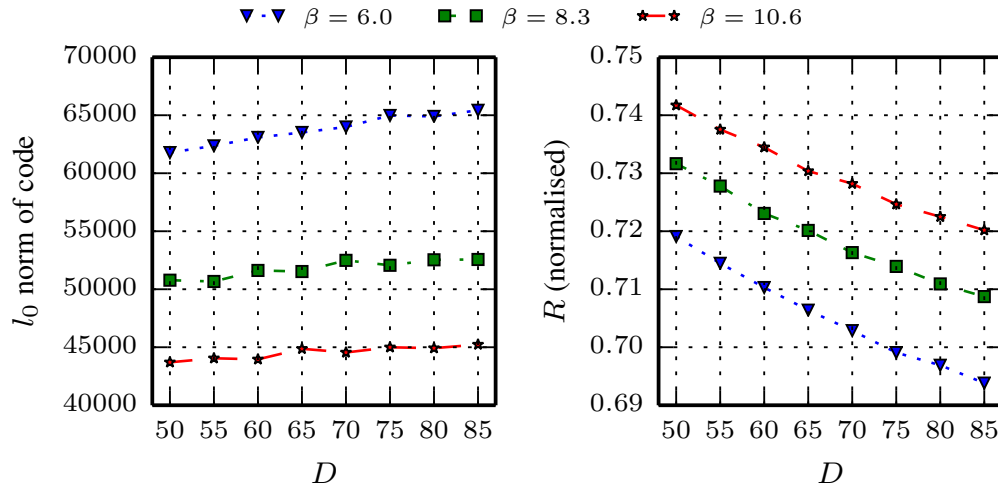 β = 6.0 β = 8.3 β = 10.6
l₀ norm of code
70000
65000
60000
55000
50000
45000
40000
50 55 60 65 70 75 80 85
D
R (normalised)
0.75
0.74
0.73
0.72
0.71
0.70
0.69
50 55 60 65 70 75 80 85
D